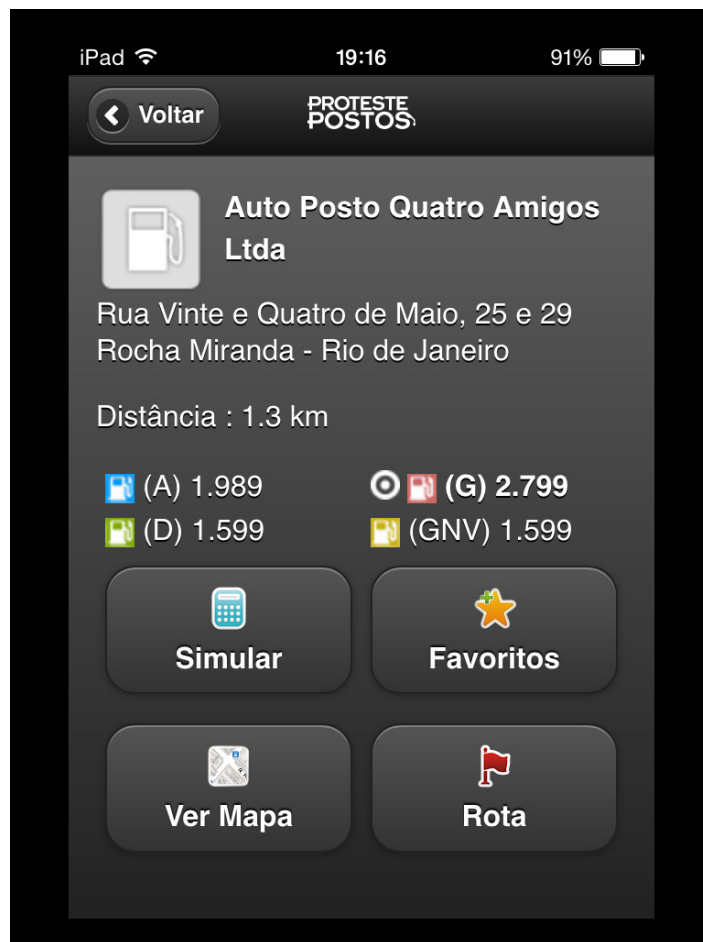 iPad 19:16 91%
Voltar
PROTESTE
POSTOS
Auto Posto Quatro Amigos
Ltda
Rua Vinte e Quatro de Maio, 25 e 29
Rocha Miranda - Rio de Janeiro
Distância : 1.3 km
(A) 1.989 (G) 2.799
(D) 1.599 (GNV) 1.599
Simular Favoritos
Ver Mapa Rota